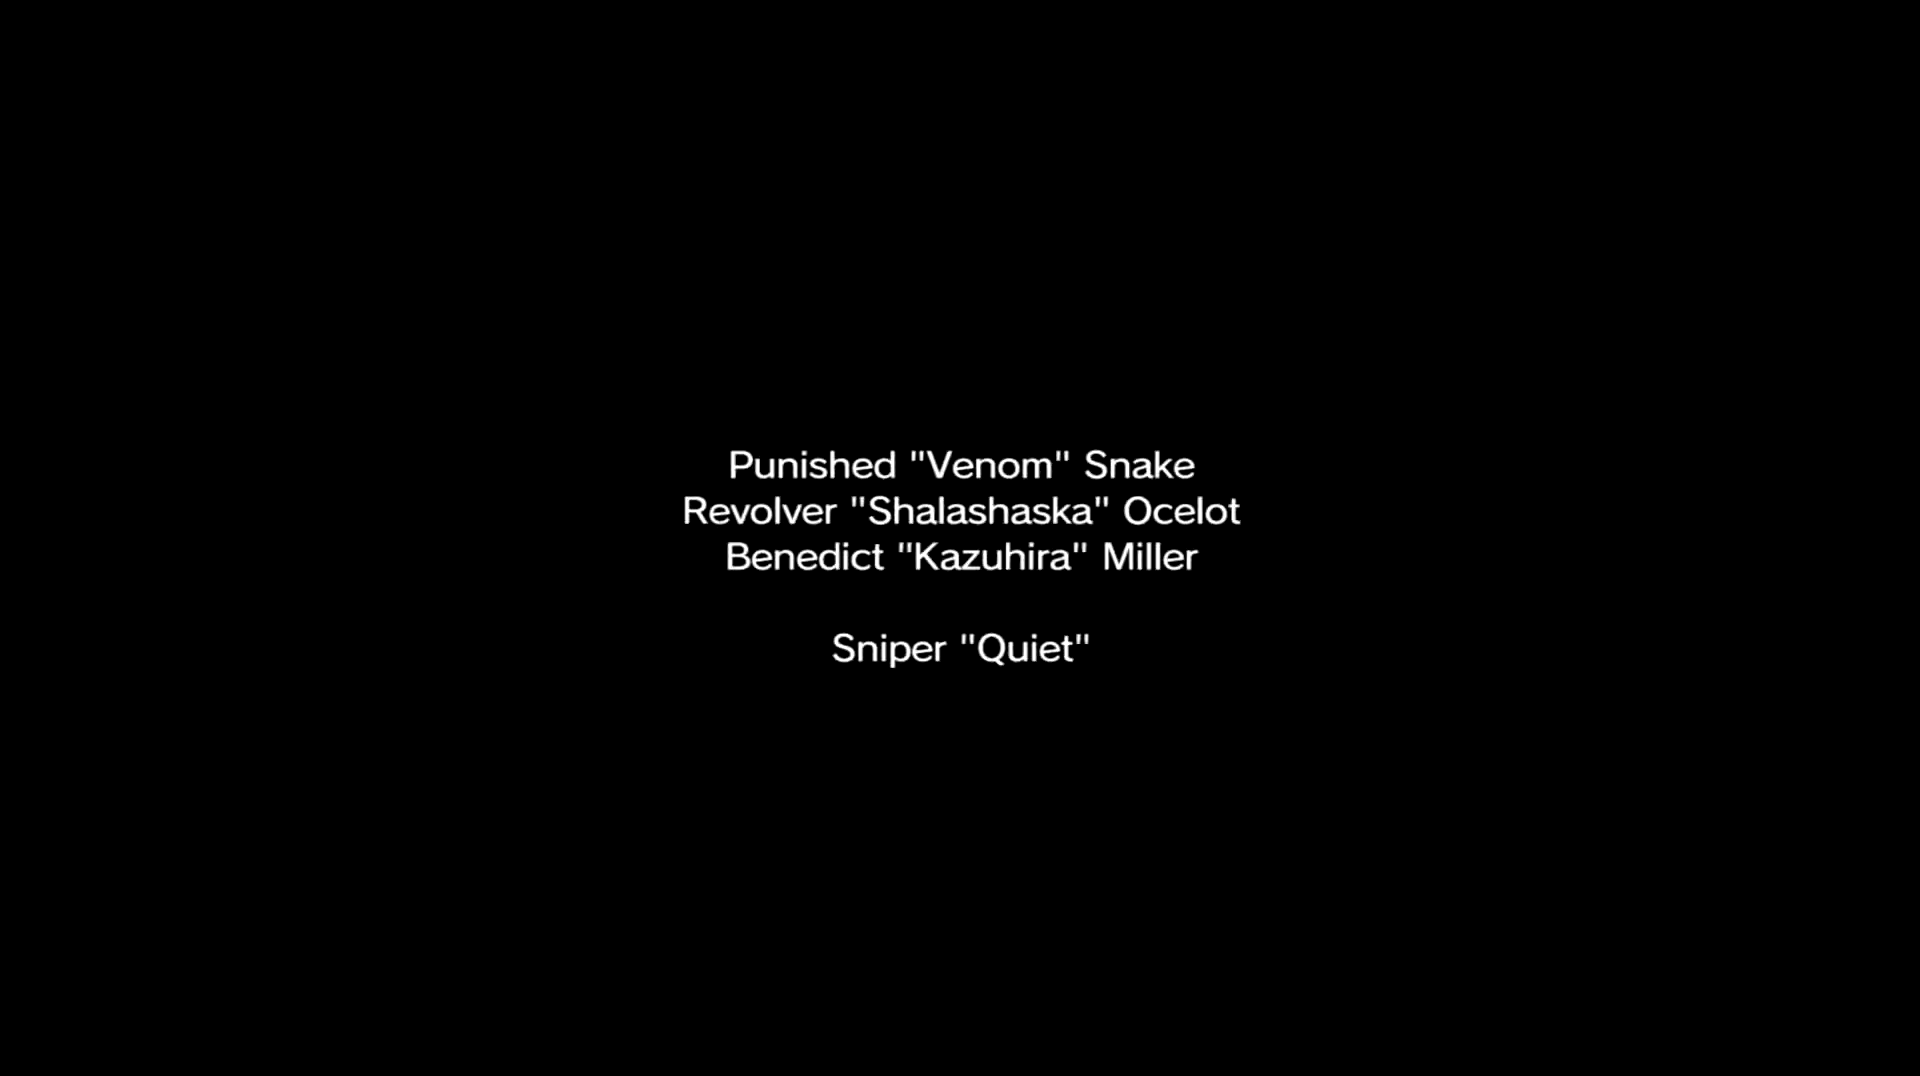 Punished "Venom" Snake
Revolver "Shalashaska" Ocelot
Benedict "Kazuhira" Miller
Sniper "Quiet"